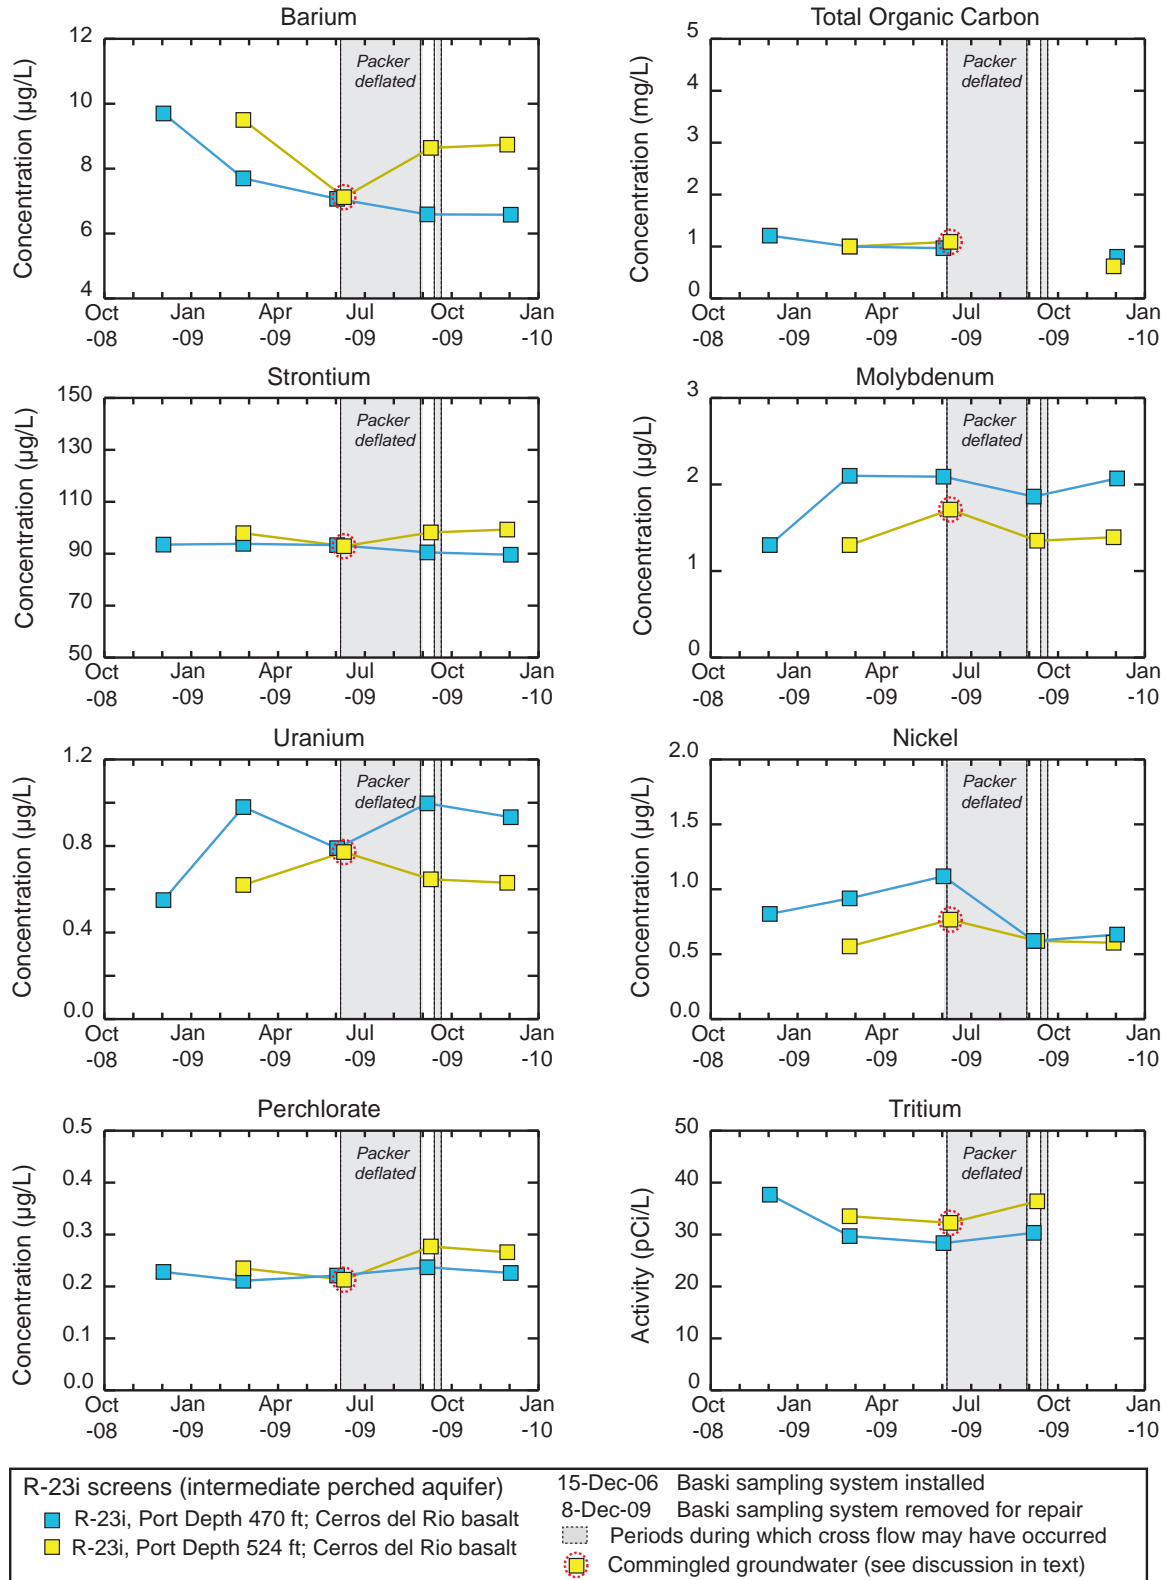 Barium
12
10
8
6
4
Concentration (µg/L)
Packer
deflated
Oct Jan Apr Jul Oct Jan
-08 -09 -09 -09 -09 -10
Total Organic Carbon
5
4
3
2
1
0
Concentration (mg/L)
Packer
deflated
Oct Jan Apr Jul Oct Jan
-08 -09 -09 -09 -09 -10
Strontium
150
130
110
90
70
50
Concentration (µg/L)
Packer
deflated
Oct Jan Apr Jul Oct Jan
-08 -09 -09 -09 -09 -10
Molybdenum
3
2
1
0
Concentration (µg/L)
Packer
deflated
Oct Jan Apr Jul Oct Jan
-08 -09 -09 -09 -09 -10
Uranium
1.2
0.8
0.4
0.0
Concentration (µg/L)
Packer
deflated
Oct Jan Apr Jul Oct Jan
-08 -09 -09 -09 -09 -10
Nickel
2.0
1.5
1.0
0.5
0.0
Concentration (µg/L)
Packer
deflated
Oct Jan Apr Jul Oct Jan
-08 -09 -09 -09 -09 -10
Perchlorate
0.5
0.4
0.3
0.2
0.1
0.0
Concentration (µg/L)
Packer
deflated
Oct Jan Apr Jul Oct Jan
-08 -09 -09 -09 -09 -10
Tritium
50
40
30
20
10
0
Activity (pCi/L)
Packer
deflated
Oct Jan Apr Jul Oct Jan
-08 -09 -09 -09 -09 -10
R-23i screens (intermediate perched aquifer)
R-23i, Port Depth 470 ft; Cerros del Rio basalt
R-23i, Port Depth 524 ft; Cerros del Rio basalt
15-Dec-06 Baski sampling system installed
8-Dec-09 Baski sampling system removed for repair
Periods during which cross flow may have occurred
Commingled groundwater (see discussion in text)